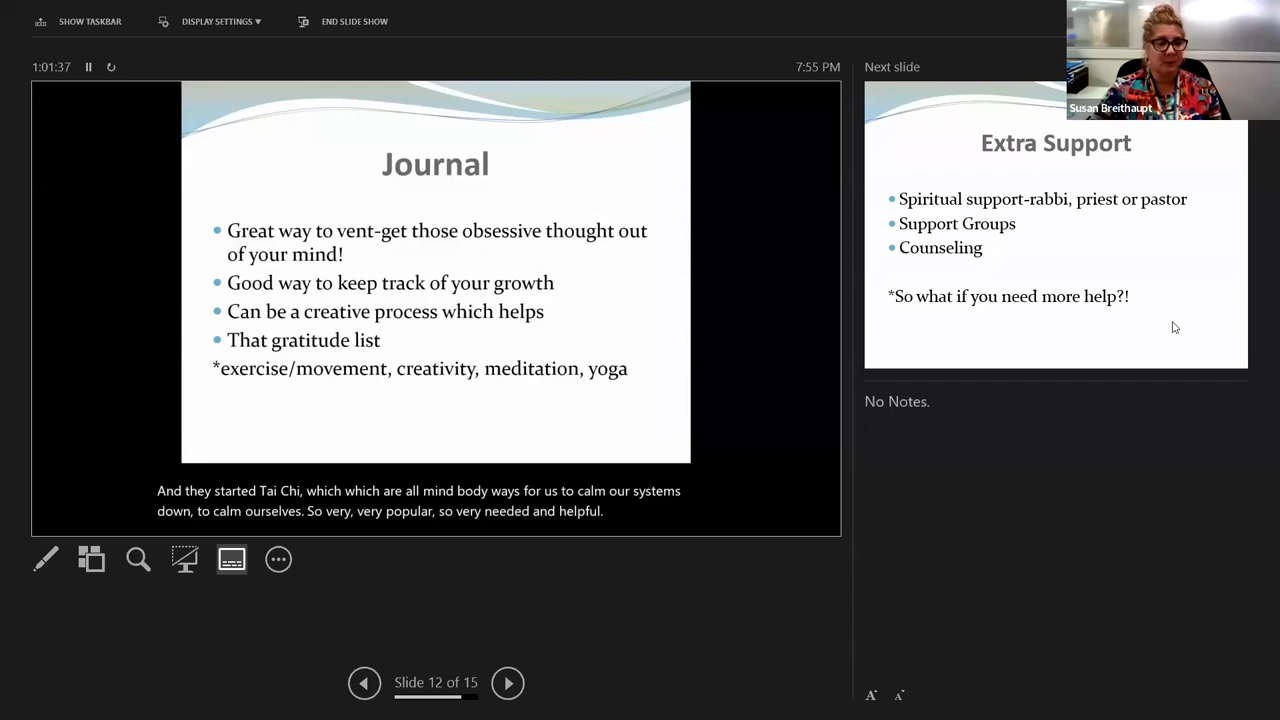 SHOW TASKBAR
DISPLAY SETTINGS ▾
END SLIDE SHOW
1:01:37
7:55 PM
Next slide
Susan Breithaupt
Journal
• Great way to vent-get those obsessive thought out
of your mind!
• Good way to keep track of your growth
• Can be a creative process which helps
• That gratitude list
*exercise/movement, creativity, meditation, yoga
And they started Tai Chi, which which are all mind body ways for us to calm our systems
down, to calm ourselves. So very, very popular, so very needed and helpful.
Extra Support
• Spiritual support-rabbi, priest or pastor
• Support Groups
• Counseling
*So what if you need more help?!
No Notes.
Slide 12 of 15
A A